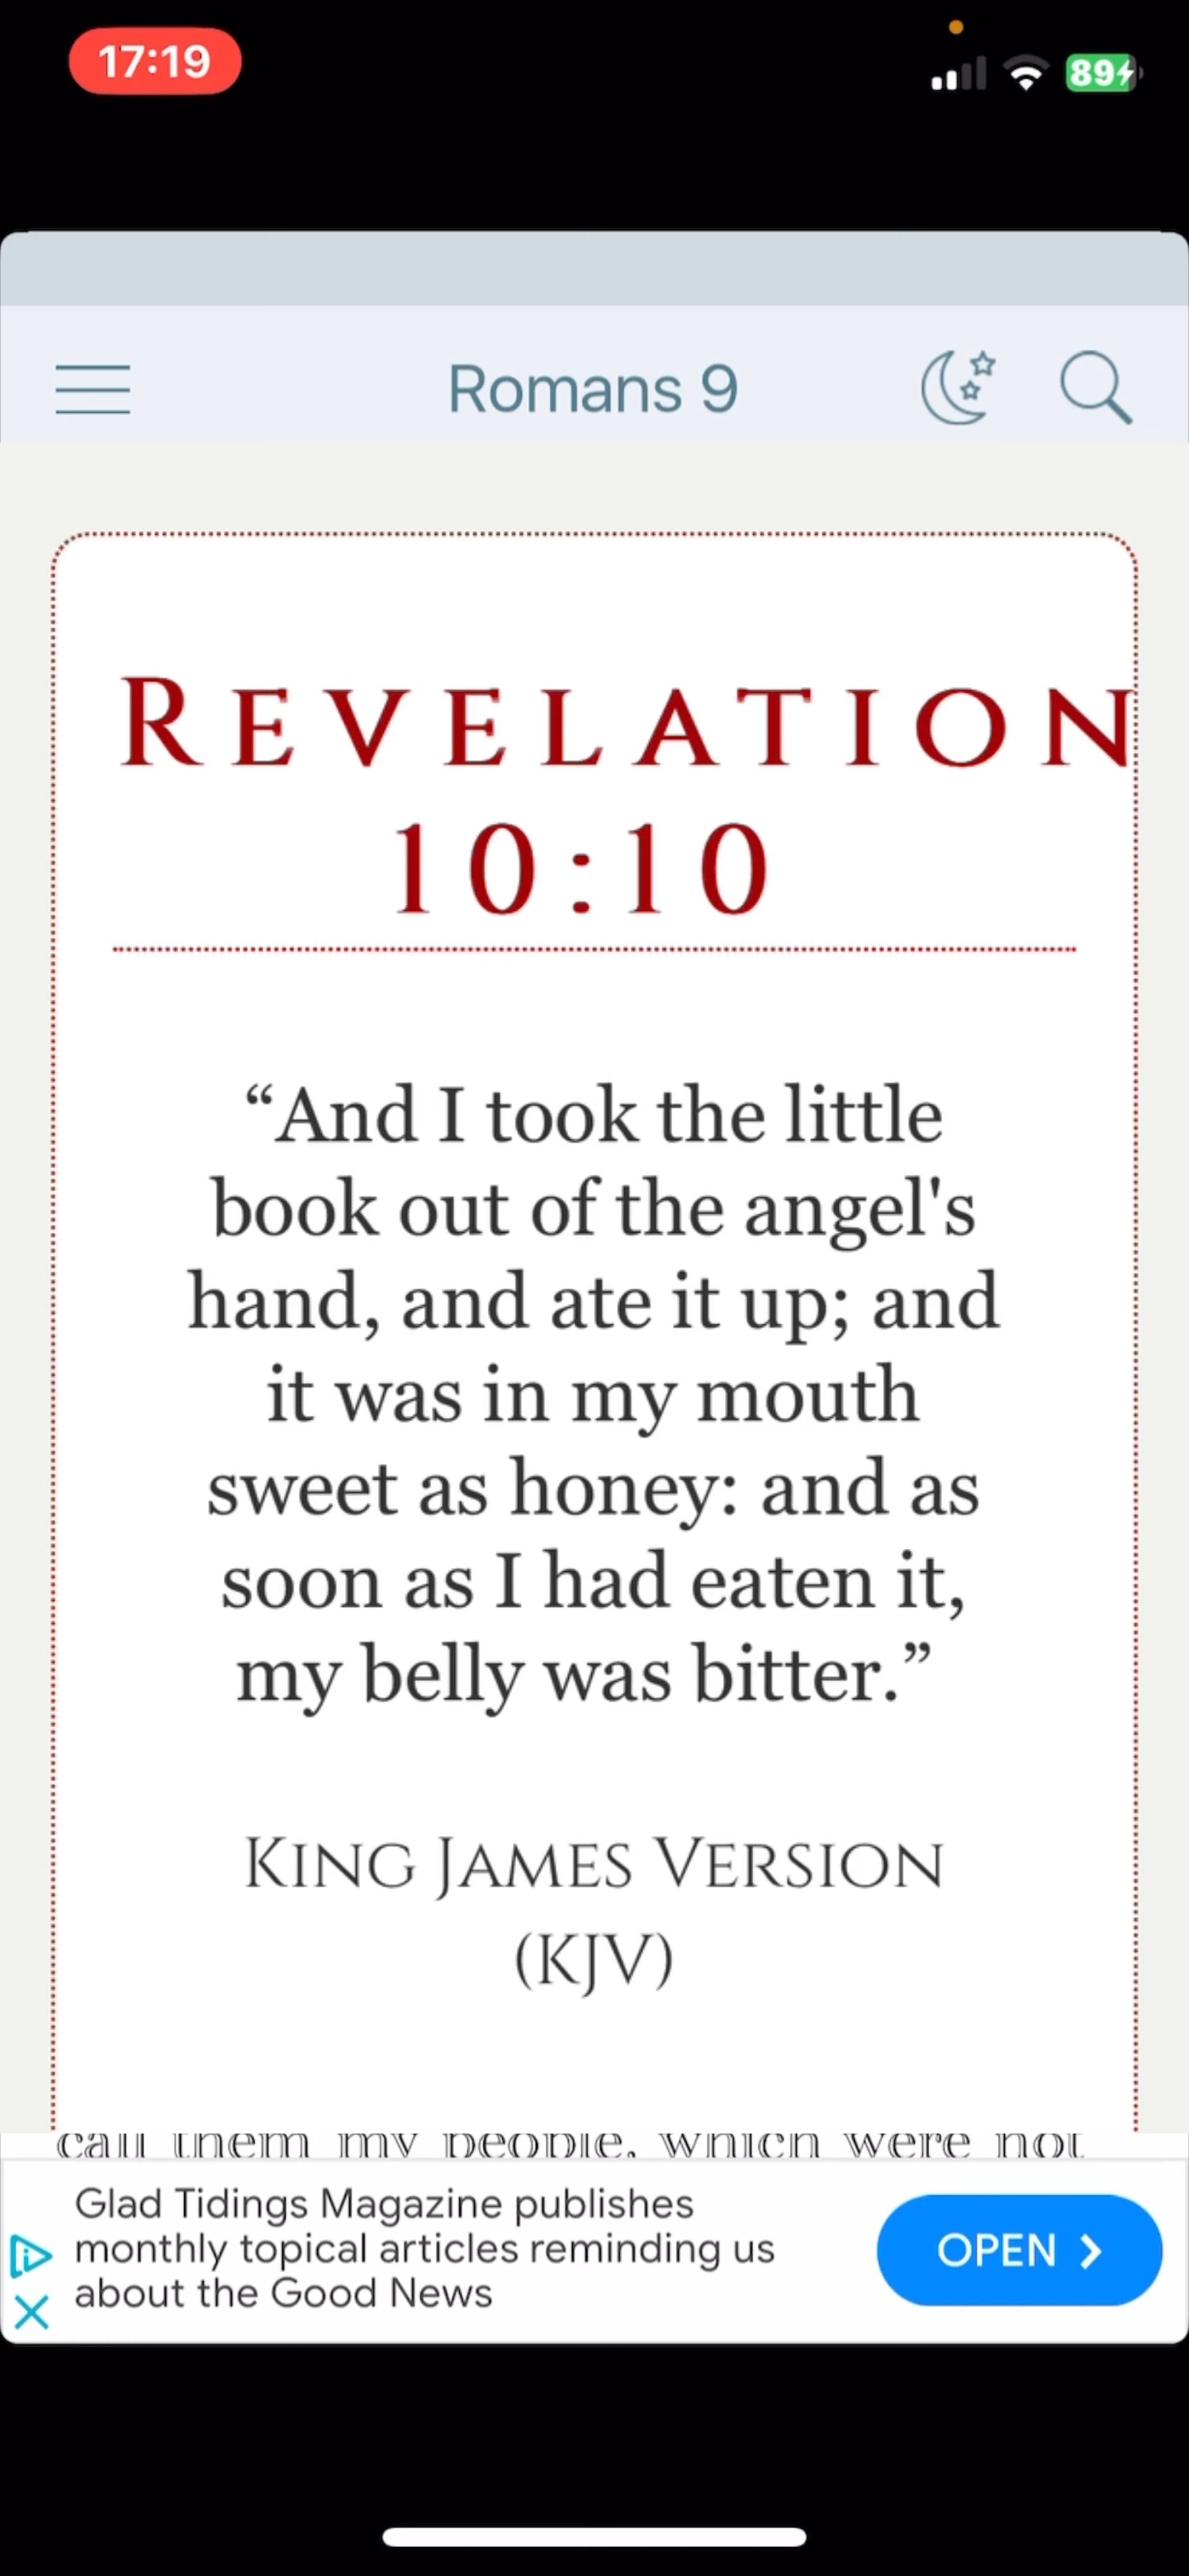 17:19
89
Romans 9
REVELATION
10:10
“And I took the little
book out of the angel's
hand, and ate it up; and
it was in my mouth
sweet as honey: and as
soon as I had eaten it,
my belly was bitter.”
KING JAMES VERSION
(KJV)
call them my people, which were not
Glad Tidings Magazine publishes
monthly topical articles reminding us
about the Good News
OPEN